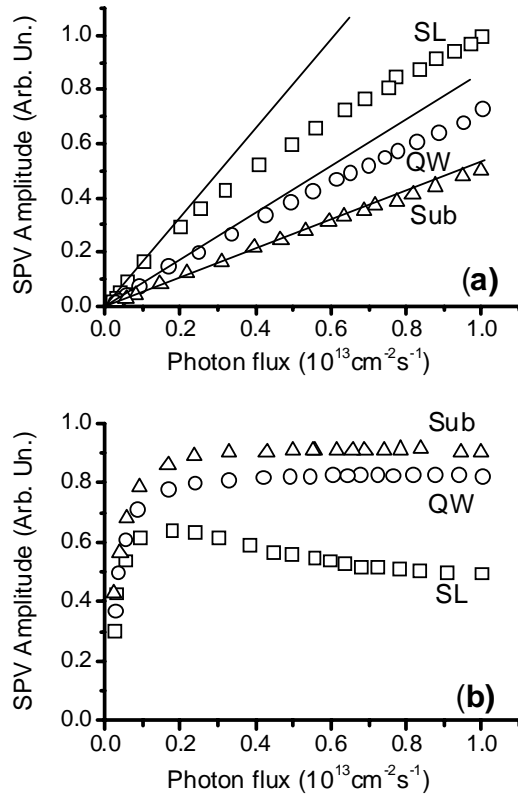 SPV Amplitude (Arb. Un.)
1.0
0.8
0.6
0.4
0.2
0.0
SL
QW
Sub
(a)
0.0 0.2 0.4 0.6 0.8 1.0
Photon flux (10¹³cm⁻²s⁻¹)
SPV Amplitude (Arb. Un.)
1.0
0.8
0.6
0.4
0.2
0.0
Sub
QW
SL
(b)
0.0 0.2 0.4 0.6 0.8 1.0
Photon flux (10¹³cm⁻²s⁻¹)